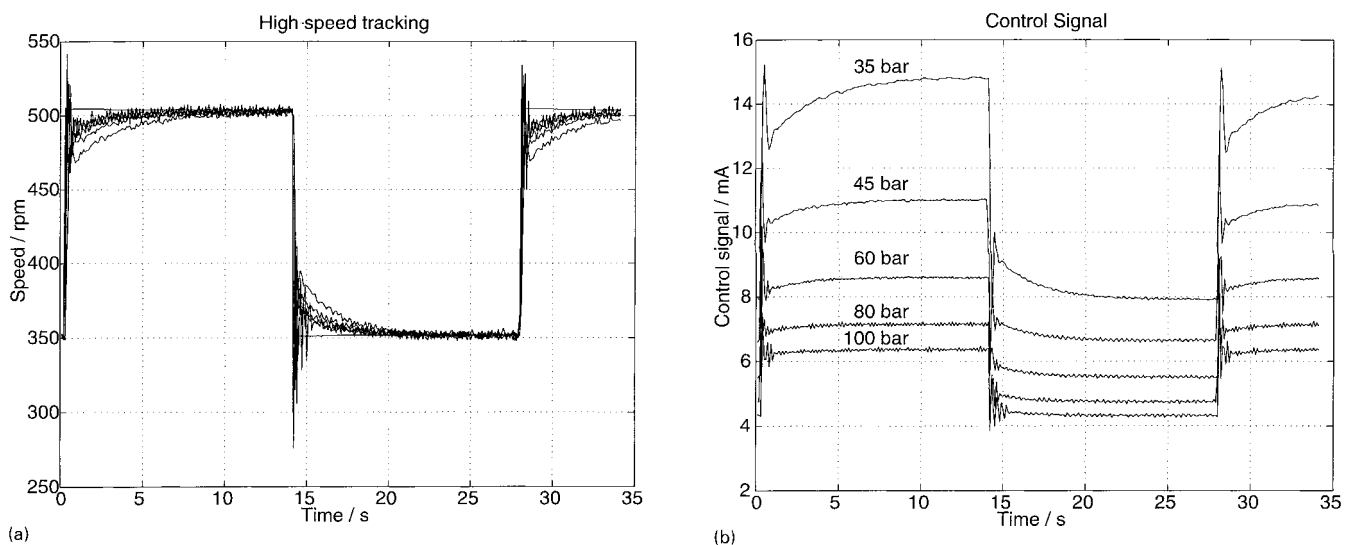 High speed tracking
550
500
450
400
350
300
250
Speed / rpm
0 5 10 15 20 25 30 35
Time / s
(a)
Control Signal
16
14
12
10
8
6
4
2
Control signal / mA
35 bar
45 bar
60 bar
80 bar
100 bar
0 5 10 15 20 25 30 35
Time / s
(b)